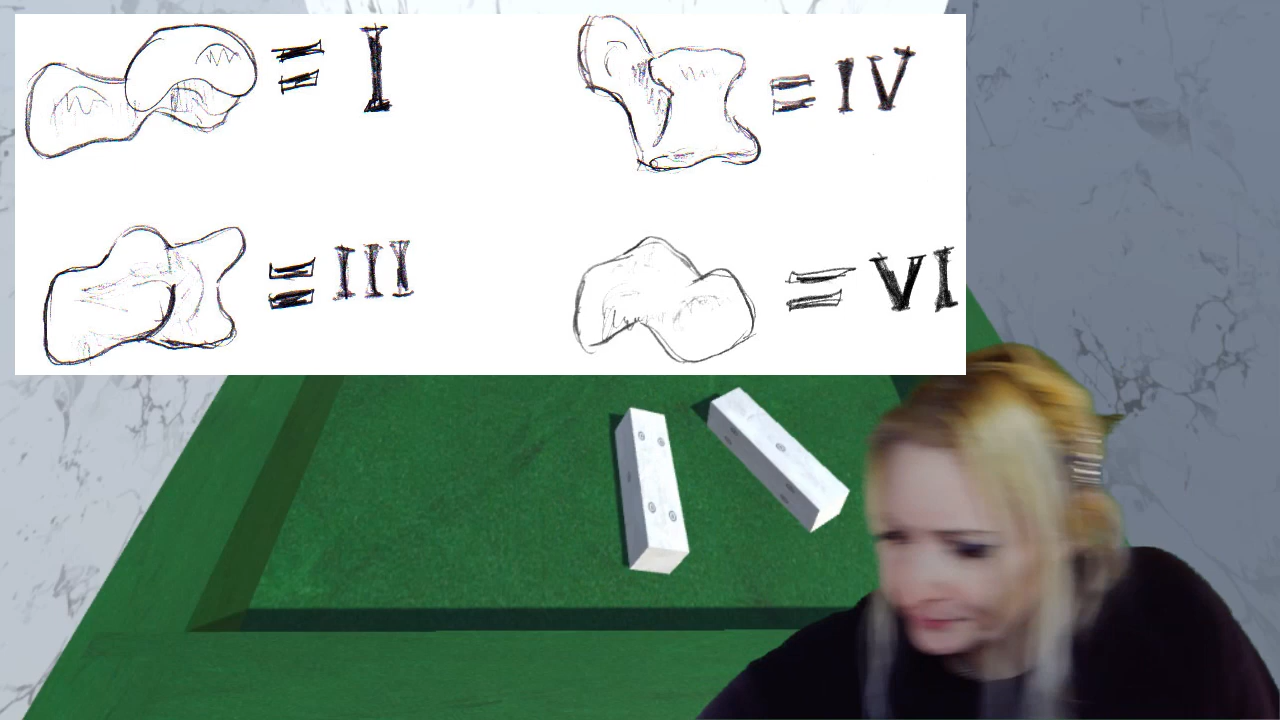 = I
= IV
= III
= VI